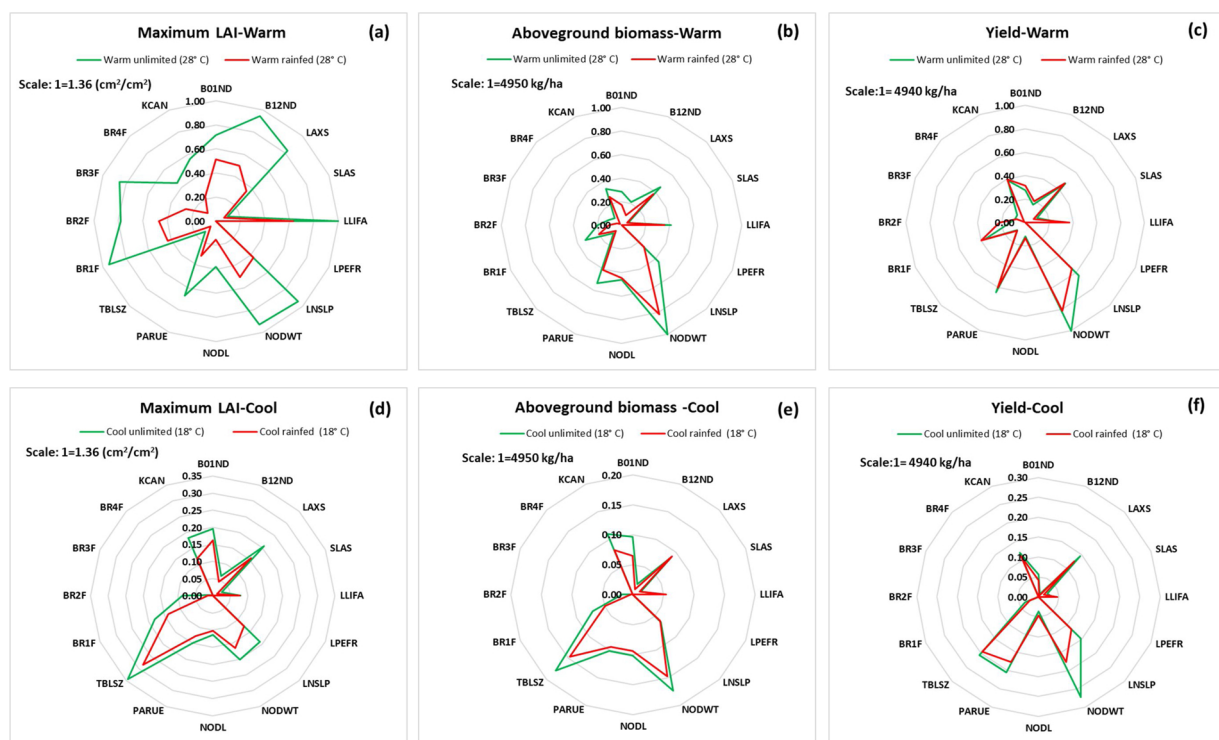 Maximum LAI-Warm (a)
Warm unlimited (28° C) Warm rainfed (28° C)
Scale: 1=1.36 (cm²/cm²)
B01ND
B12ND
LAXS
SLAS
LLIFA
LPEFR
LNSLP
NODWT
NODL
PARUE
TBLSZ
BR1F
BR2F
BR3F
BR4F
KCAN
1.00
0.80
0.60
0.40
0.20
0.00
Aboveground biomass-Warm (b)
Warm unlimited (28° C) Warm rainfed (28° C)
Scale: 1=4950 kg/ha
B01ND
B12ND
LAXS
SLAS
LLIFA
LPEFR
LNSLP
NODWT
NODL
PARUE
TBLSZ
BR1F
BR2F
BR3F
BR4F
KCAN
1.00
0.80
0.60
0.40
0.20
0.00
Yield-Warm (c)
Warm unlimited (28° C) Warm rainfed (28° C)
Scale:1= 4940 kg/ha
B01ND
B12ND
LAXS
SLAS
LLIFA
LPEFR
LNSLP
NODWT
NODL
PARUE
TBLSZ
BR1F
BR2F
BR3F
BR4F
KCAN
1.00
0.80
0.60
0.40
0.20
0.00
Maximum LAI-Cool (d)
Cool unlimited (18° C) Cool rainfed (18° C)
Scale: 1=1.36 (cm²/cm²)
B01ND
B12ND
LAXS
SLAS
LLIFA
LPEFR
LNSLP
NODWT
NODL
PARUE
TBLSZ
BR1F
BR2F
BR3F
BR4F
KCAN
0.35
0.30
0.25
0.20
0.15
0.10
0.05
0.00
Aboveground biomass -Cool (e)
Cool unlimited (18° C) Cool rainfed (18° C)
Scale: 1=4950 kg/ha
B01ND
B12ND
LAXS
SLAS
LLIFA
LPEFR
LNSLP
NODWT
NODL
PARUE
TBLSZ
BR1F
BR2F
BR3F
BR4F
KCAN
0.20
0.15
0.10
0.05
0.00
Yield-Cool (f)
Cool unlimited (18° C) Cool rainfed (18° C)
Scale:1= 4940 kg/ha
B01ND
B12ND
LAXS
SLAS
LLIFA
LPEFR
LNSLP
NODWT
NODL
PARUE
TBLSZ
BR1F
BR2F
BR3F
BR4F
KCAN
0.30
0.25
0.20
0.15
0.10
0.05
0.00